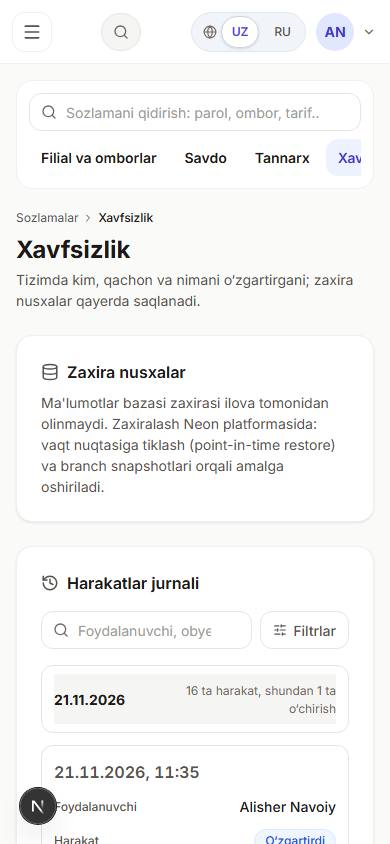 UZ RU AN
Sozlamani qidirish: parol, ombor, tarif..
Filial va omborlar Savdo Tannarx Xav
Sozlamalar > Xavfsizlik
Xavfsizlik
Tizimda kim, qachon va nimani o‘zgartirgani; zaxira
nusxalar qayerda saqlanadi.
Zaxira nusxalar
Ma'lumotlar bazasi zaxirasi ilova tomonidan
olinmaydi. Zaxiralash Neon platformasida:
vaqt nuqtasiga tiklash (point-in-time restore)
va branch snapshotlari orqali amalga
oshiriladi.
Harakatlar jurnali
Foydalanuvchi, obye Filtrlar
21.11.2026 16 ta harakat, shundan 1 ta
o‘chirish
21.11.2026, 11:35
N Foydalanuvchi Alisher Navoiy
Harakat O‘zgartirdi